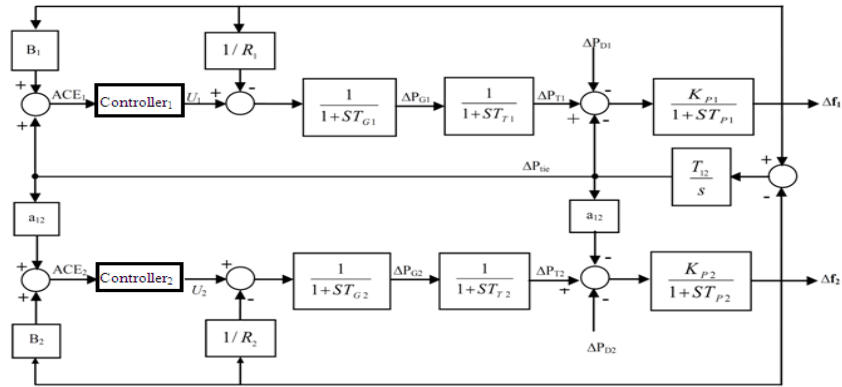 B₁
1/ R₁
ΔP_D1
+
ACE₁
Controller₁
U₁
+
-
1
1+ST_G1
ΔP_G1
1
1+ST_T1
ΔP_T1
-
+
-
K_P1
1+ST_P1
Δf₁
+
ΔP_tie
T₁₂
s
+
-
a₁₂
a₁₂
+
ACE₂
Controller₂
U₂
+
-
1
1+ST_G2
ΔP_G2
1
1+ST_T2
ΔP_T2
-
+
-
K_P2
1+ST_P2
Δf₂
+
B₂
1/ R₂
ΔP_D2